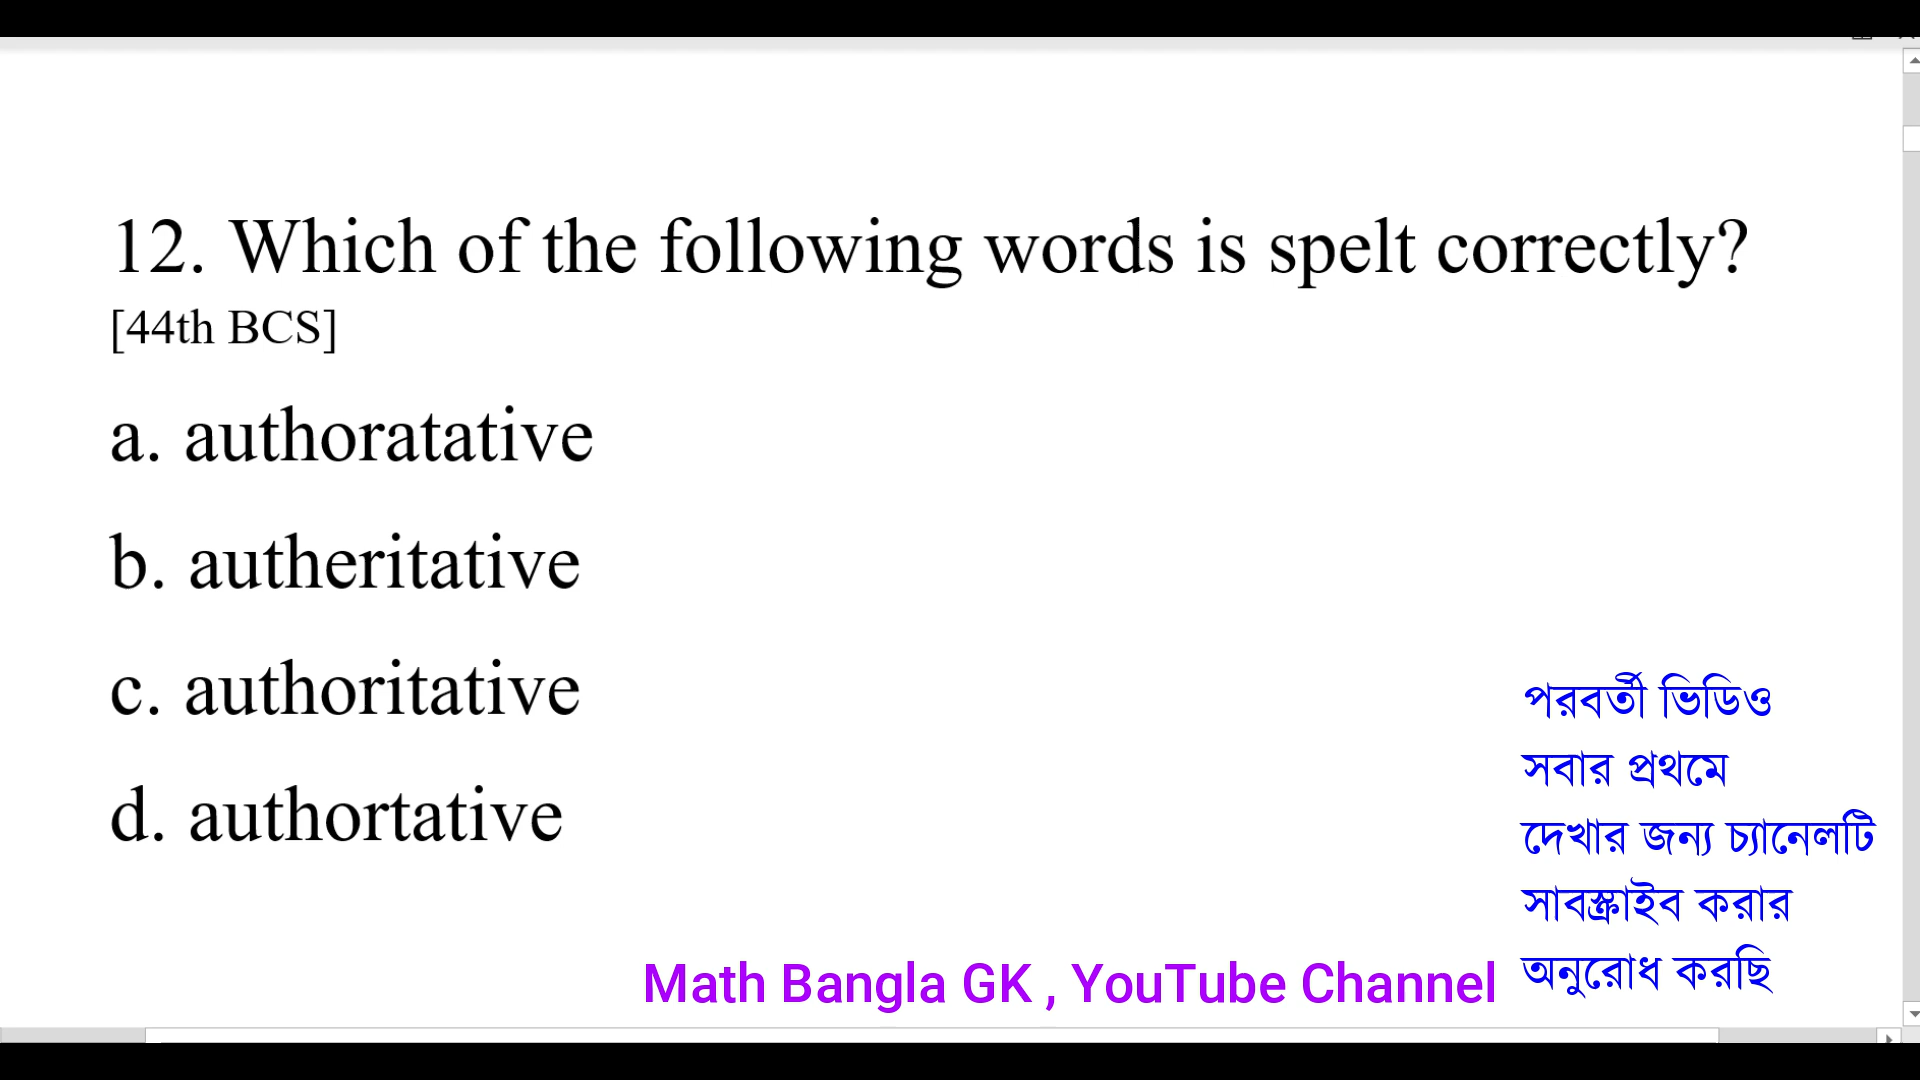 12. Which of the following words is spelt correctly?
[44th BCS]
a. authoratative
b. autheritative
c. authoritative
d. authortative
পরবর্তী ভিডিও
সবার প্রথমে
দেখার জন্য চ্যানেলটি
সাবস্ক্রাইব করার
অনুরোধ করছি
Math Bangla GK , YouTube Channel